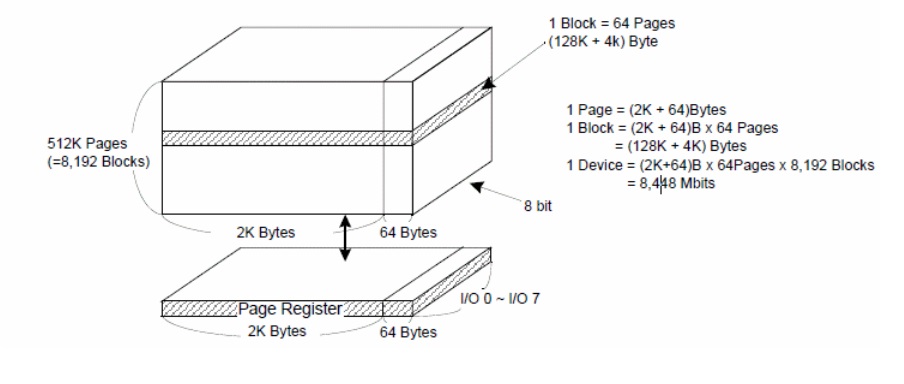 1 Block = 64 Pages
(128K + 4k) Byte
512K Pages
(=8,192 Blocks)
1 Page = (2K + 64)Bytes
1 Block = (2K + 64)B x 64 Pages
= (128K + 4K) Bytes
1 Device = (2K+64)B x 64Pages x 8,192 Blocks
= 8,448 Mbits
8 bit
2K Bytes
64 Bytes
Page Register
I/O 0 ~ I/O 7
2K Bytes
64 Bytes